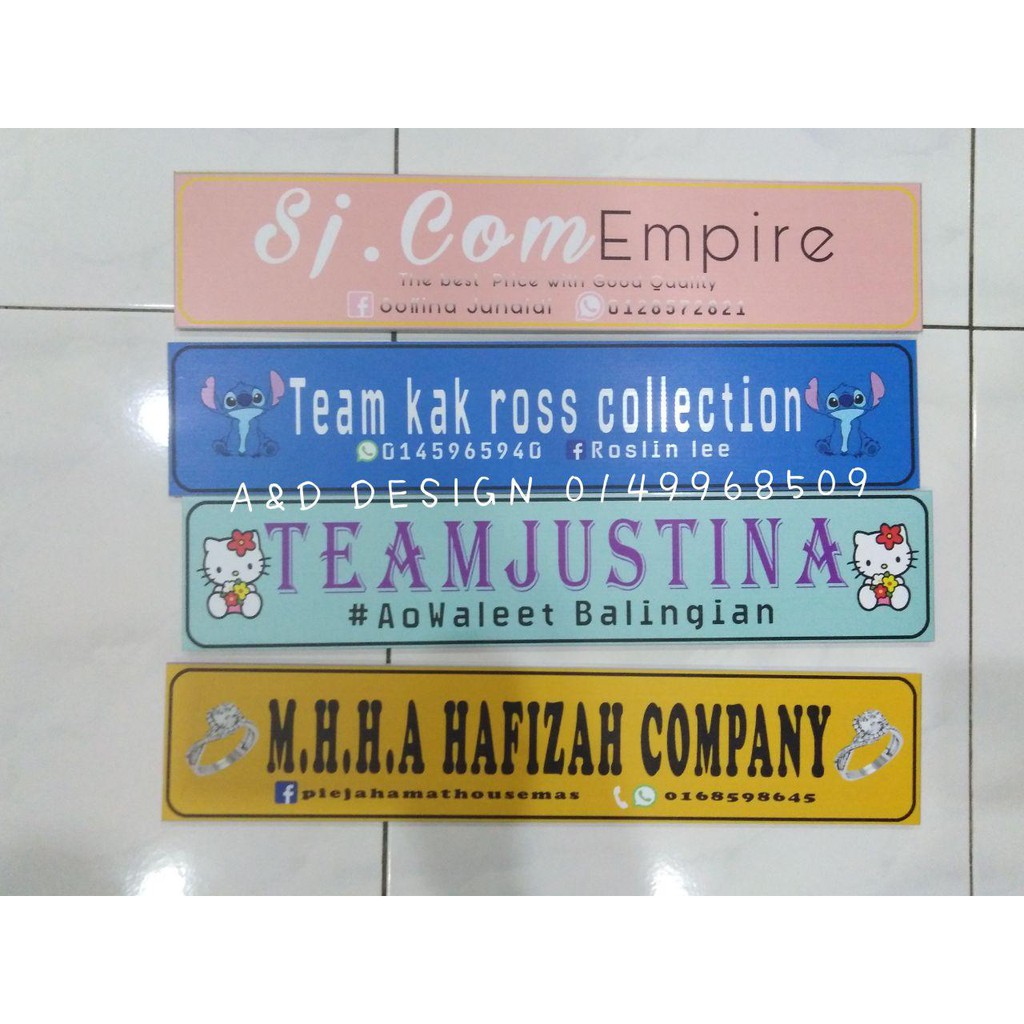 Sj.Com Empire
The best Price with Good Quality
Team kak ross collection
0145965940 Roslin lee
A&D DESIGN 0149968509
TEAMJUSTINA
#AoWaleet Balingian
M.H.H.A HAFIZAH COMPANY
piejahamathousemas 0168598645